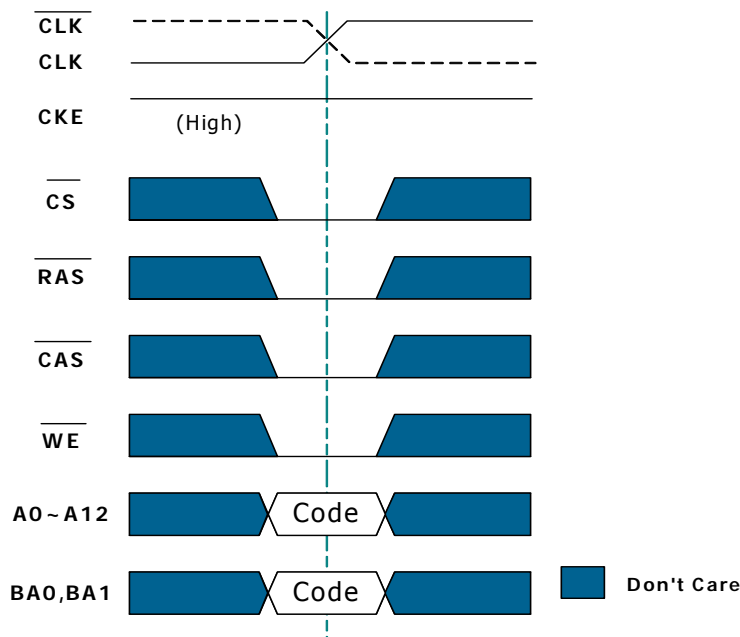 CLK
CLK
CKE
(High)
CS
RAS
CAS
WE
A0~A12
Code
BA0,BA1
Code
Don't Care